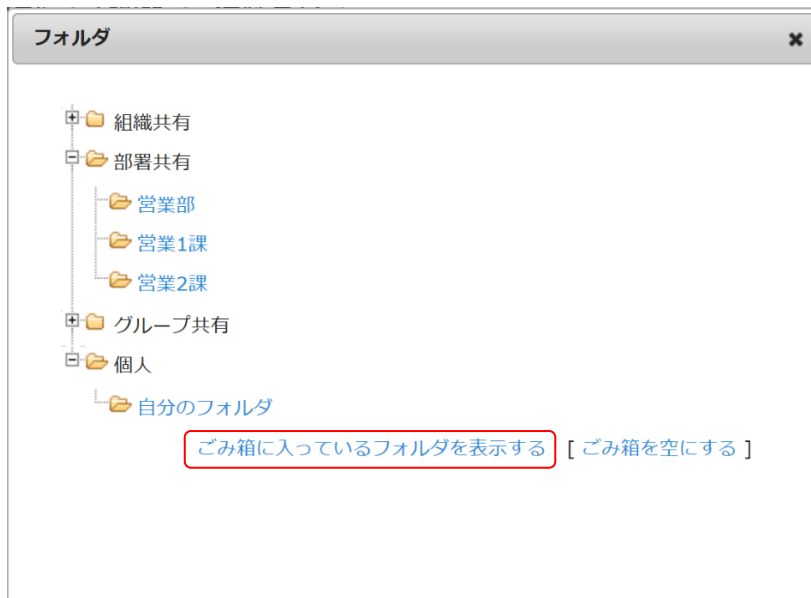 フォルダ
組織共有
部署共有
営業部
営業1課
営業2課
グループ共有
個人
自分のフォルダ
ごみ箱に入っているフォルダを表示する [ ごみ箱を空にする ]